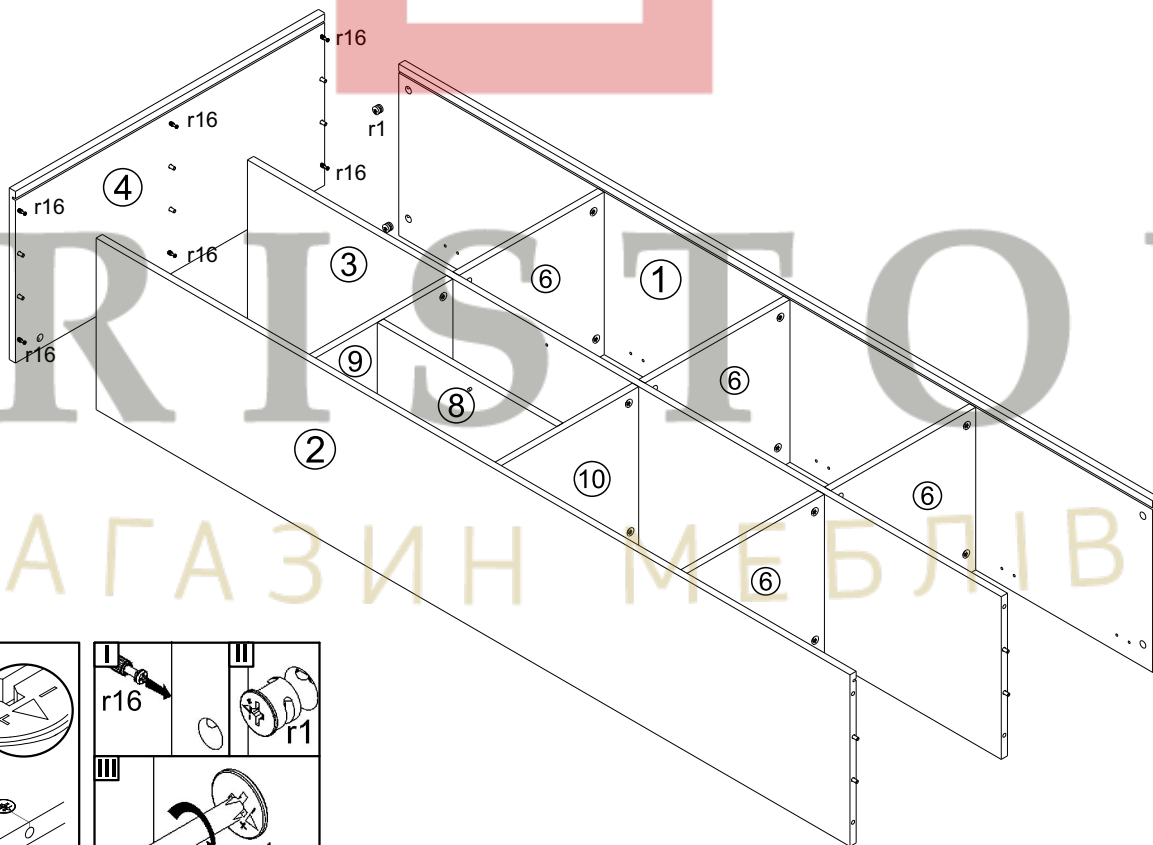 r16
r1
r16
r16
④
r16
r16
RISTO
③
⑥
①
r16
⑨
⑥
⑧
②
⑩
⑥
АГАЗИН МЕБЛІВ
⑥
I
II
r16
r1
III